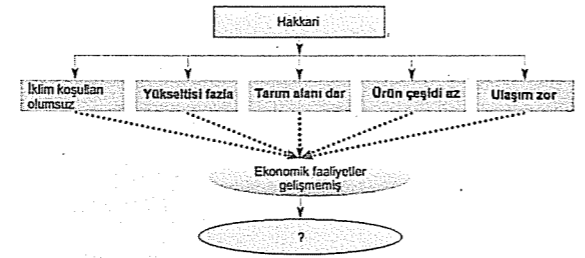 Hakkari
İklim koşulları
olumsuz
Yükseltisi fazla
Tarım alanı dar
Ürün çeşidi az
Ulaşım zor
Ekonomik faaliyetler
gelişmemiş
?